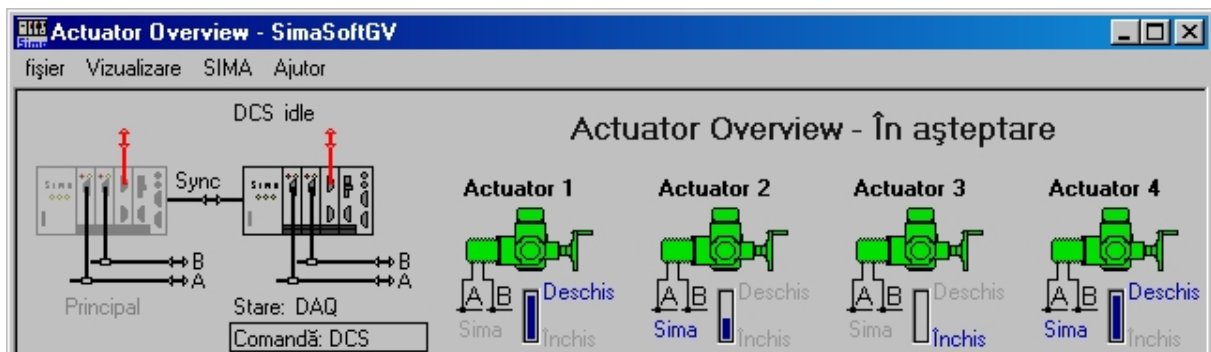 Actuator Overview - SimaSoftGV
fişier Vizualizare SIMA Ajutor
DCS idle
Actuator Overview - În aşteptare
Sync
Actuator 1 Actuator 2 Actuator 3 Actuator 4
SIMA SIMA
B B
A A
Principal
Stare: DAQ
Comandă: DCS
A B Deschis A B Deschis A B Deschis A B Deschis
Sima Închis Sima Închis Sima Închis Sima Închis